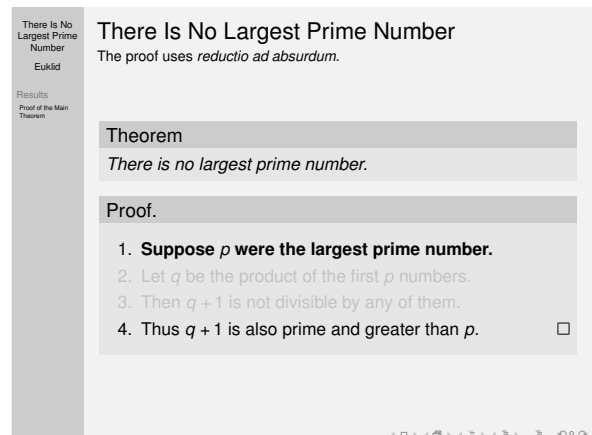 There Is No
Largest Prime
Number
Euklid
Results
Proof of the Main
Theorem
There Is No Largest Prime Number
The proof uses reductio ad absurdum.
Theorem
There is no largest prime number.
Proof.
1. Suppose p were the largest prime number.
2. Let q be the product of the first p numbers.
3. Then q + 1 is not divisible by any of them.
4. Thus q + 1 is also prime and greater than p. □